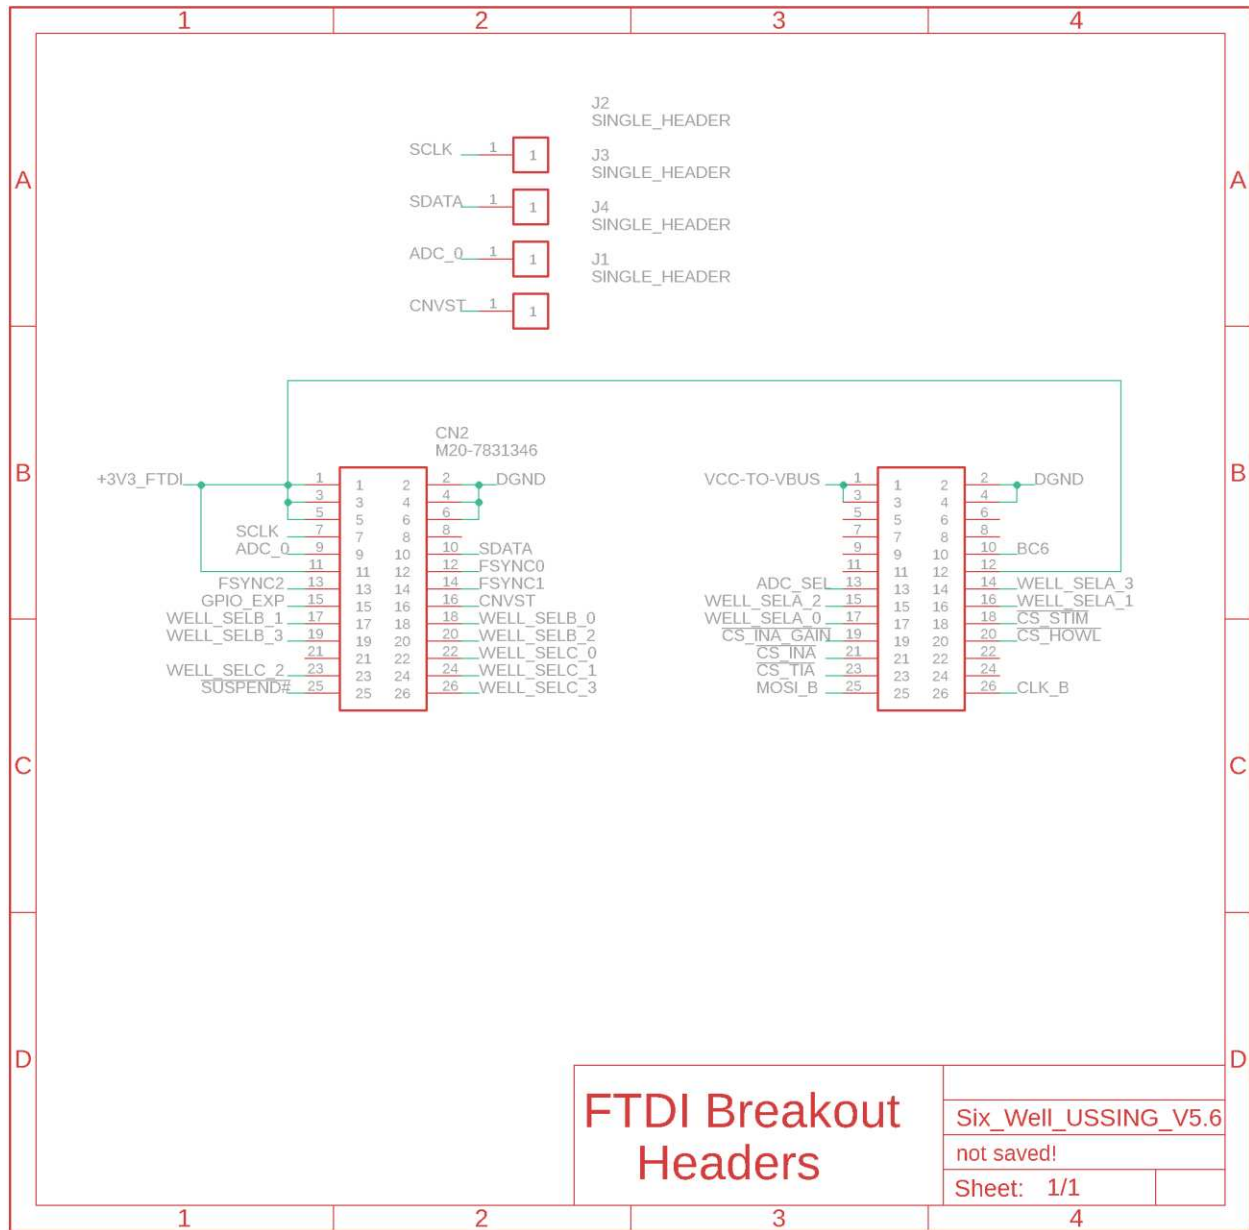 1 2 3 4
A A
J2
SINGLE_HEADER
SCLK 1 1
J3
SINGLE_HEADER
SDATA 1 1
J4
SINGLE_HEADER
ADC_0 1 1
J1
SINGLE_HEADER
CNVST 1 1
B B
CN2
M20-7831346
+3V3_FTDI 1 1 2 2 DGND
3 3 4 4
5 5 6 6
SCLK 7 7 8 8
ADC_0 9 9 10 10 SDATA
11 11 12 12 FSYNC0
FSYNC2 13 13 14 14 FSYNC1
GPIO_EXP 15 15 16 16 CNVST
WELL_SELB_1 17 17 18 18 WELL_SELB_0
WELL_SELB_3 19 19 20 20 WELL_SELB_2
21 21 22 22 WELL_SELC_0
WELL_SELC_2 23 23 24 24 WELL_SELC_1
SUSPEND# 25 25 26 26 WELL_SELC_3
VCC-TO-VBUS 1 1 2 2 DGND
3 3 4 4
5 5 6 6
7 7 8 8
9 9 10 10 BC6
11 11 12 12
ADC_SEL 13 13 14 14 WELL_SELA_3
WELL_SELA_2 15 15 16 16 WELL_SELA_1
WELL_SELA_0 17 17 18 18 CS_STIM
CS_INA_GAIN 19 19 20 20 CS_HOWL
CS_INA 21 21 22 22
CS_TIA 23 23 24 24
MOSI_B 25 25 26 26 CLK_B
C C
D D
FTDI Breakout
Headers
Six_Well_USSING_V5.6
not saved!
Sheet: 1/1
1 2 3 4